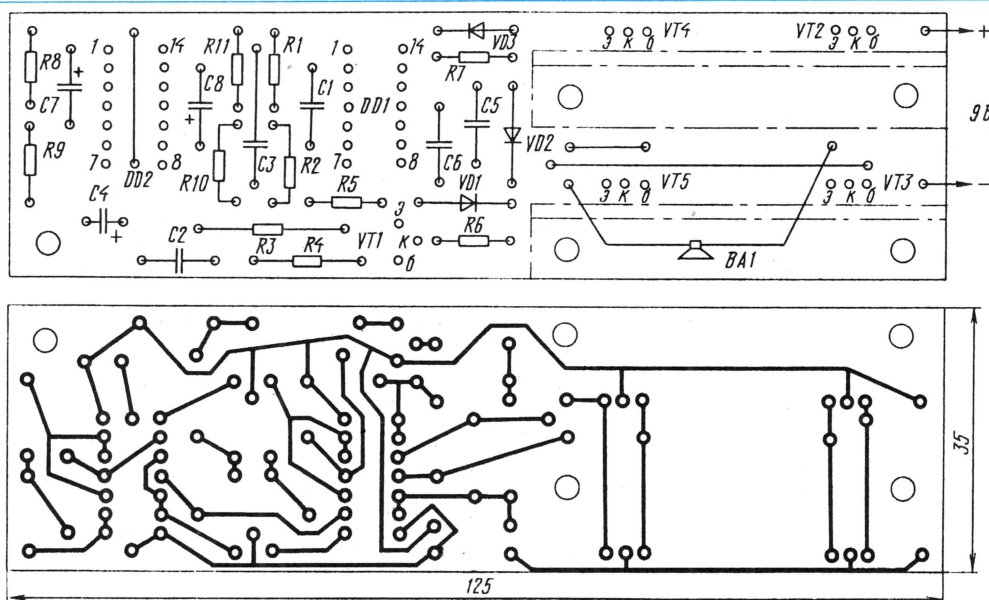 R8
C7
R9
1
14
7
8
DD2
C4
C8
R11
R1
C1
R10
C3
R2
C2
R3
R4
R5
1
14
DD1
7
8
VT1
Э
К
б
VD3
R7
C5
C6
VD2
VD1
R6
VT4
Э К б
VT2
Э К б
+
9В
VT5
Э К б
VT3
Э К б
−
BA1
35
125